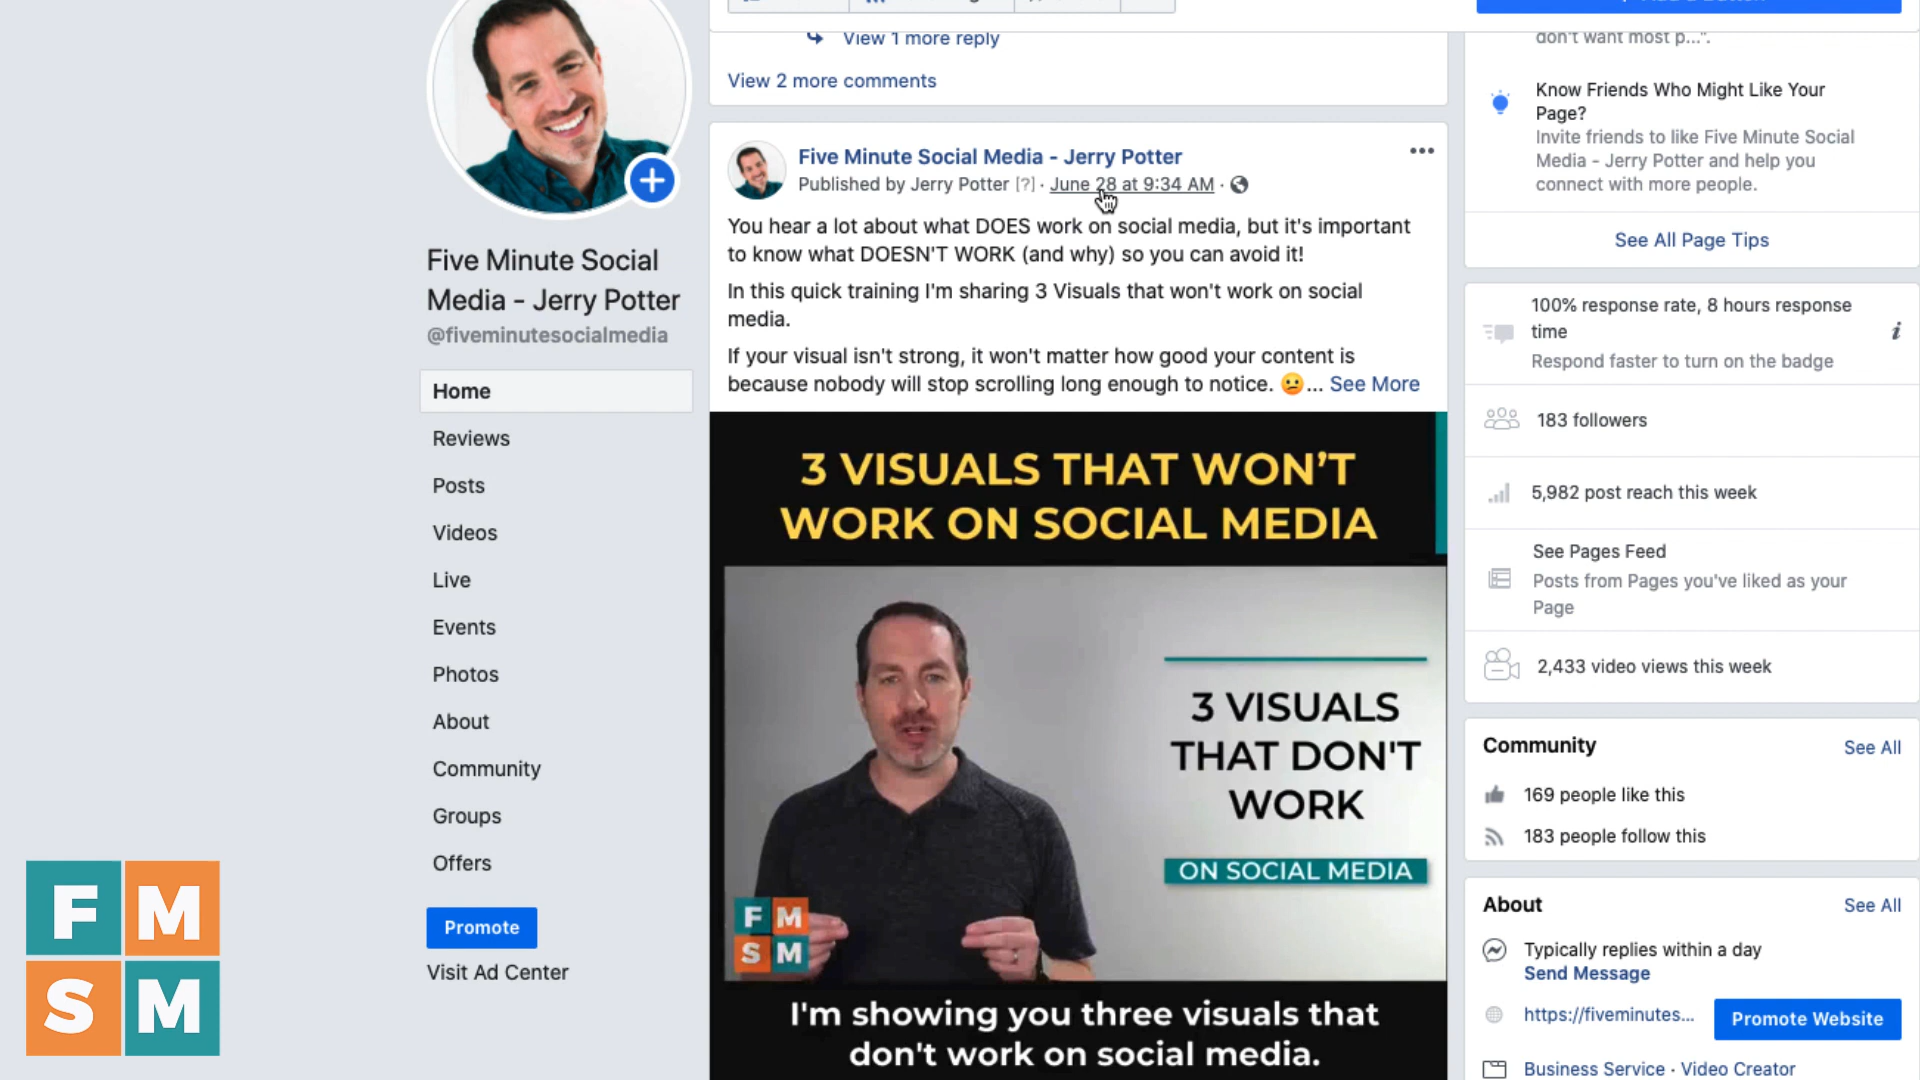 View 1 more reply
View 2 more comments
Five Minute Social
Media - Jerry Potter
@fiveminutesocialmedia
Home
Reviews
Posts
Videos
Live
Events
Photos
About
Community
Groups
Offers
Promote
Visit Ad Center
F M
S M
Five Minute Social Media - Jerry Potter
Published by Jerry Potter [?] · June 28 at 9:34 AM ·
You hear a lot about what DOES work on social media, but it's important
to know what DOESN'T WORK (and why) so you can avoid it!
In this quick training I'm sharing 3 Visuals that won't work on social
media.
If your visual isn't strong, it won't matter how good your content is
because nobody will stop scrolling long enough to notice. 😕... See More
3 VISUALS THAT WON'T
WORK ON SOCIAL MEDIA
3 VISUALS
THAT DON'T
WORK
ON SOCIAL MEDIA
F M
S M
I'm showing you three visuals that
don't work on social media.
don't want most p...".
Know Friends Who Might Like Your
Page?
Invite friends to like Five Minute Social
Media - Jerry Potter and help you
connect with more people.
See All Page Tips
100% response rate, 8 hours response
time
Respond faster to turn on the badge
183 followers
5,982 post reach this week
See Pages Feed
Posts from Pages you've liked as your
Page
2,433 video views this week
Community See All
169 people like this
183 people follow this
About See All
Typically replies within a day
Send Message
https://fiveminutes... Promote Website
Business Service · Video Creator